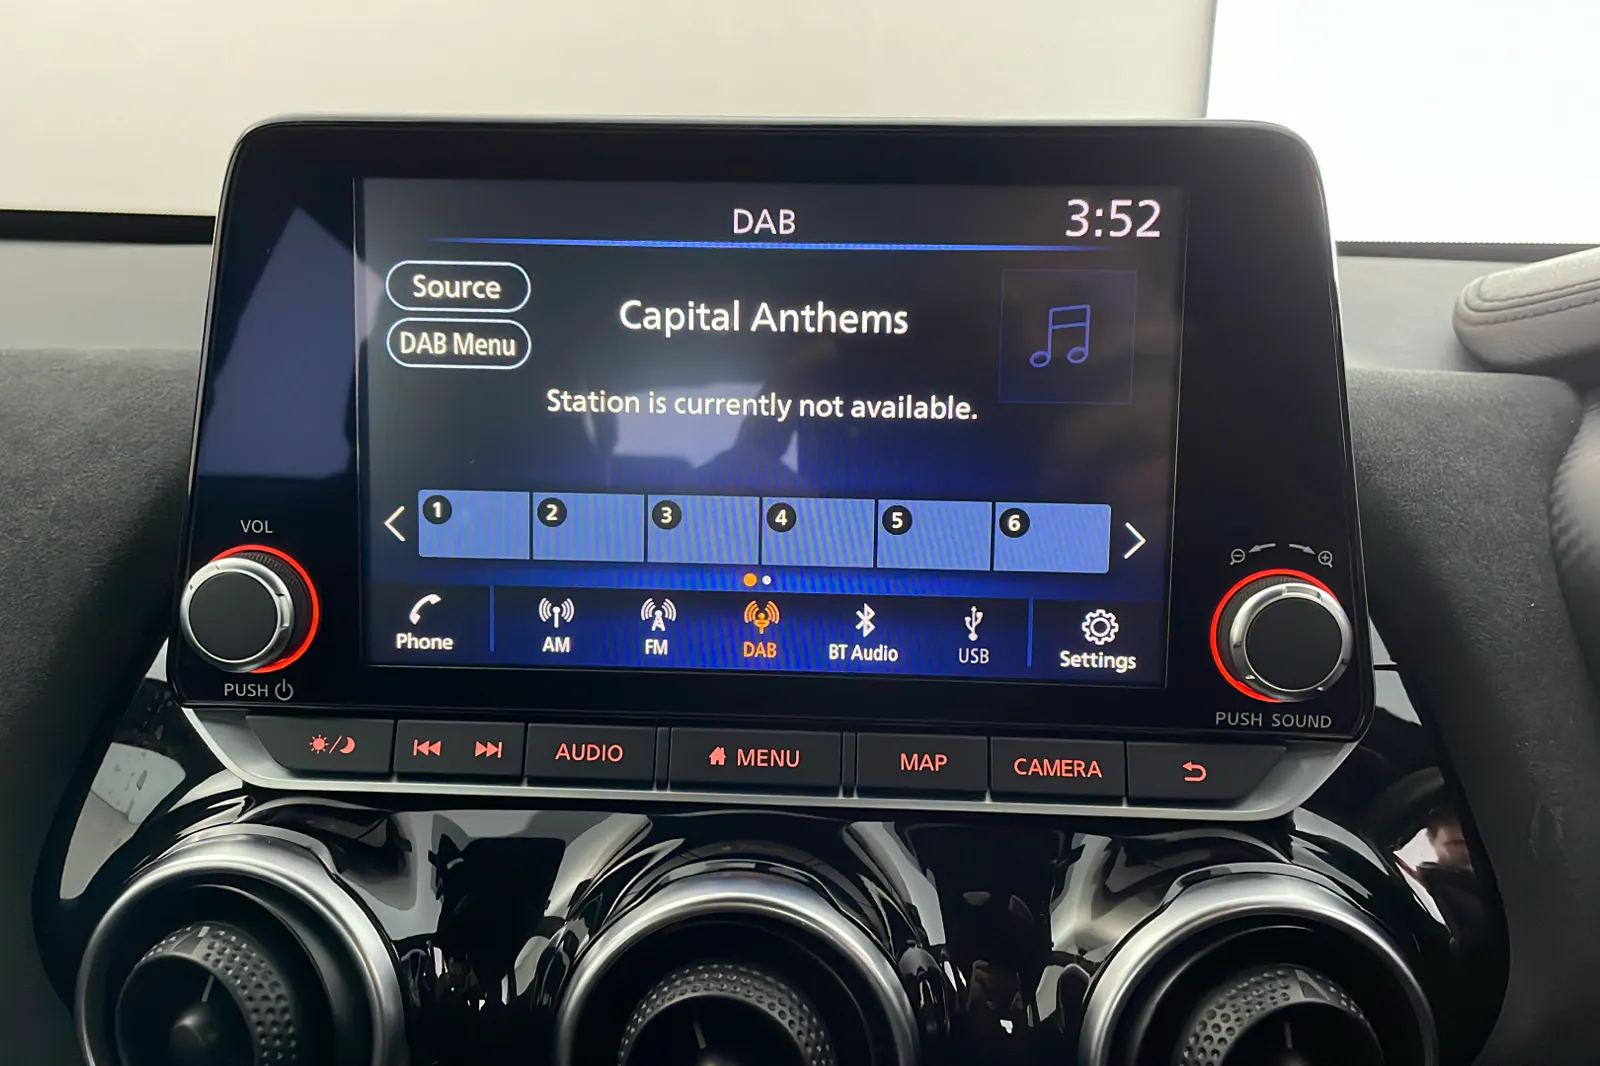 DAB
3:52
Source
DAB Menu
Capital Anthems
Station is currently not available.
1 2 3 4 5 6
Phone AM FM DAB BT Audio USB Settings
VOL
PUSH
PUSH SOUND
AUDIO MENU MAP CAMERA